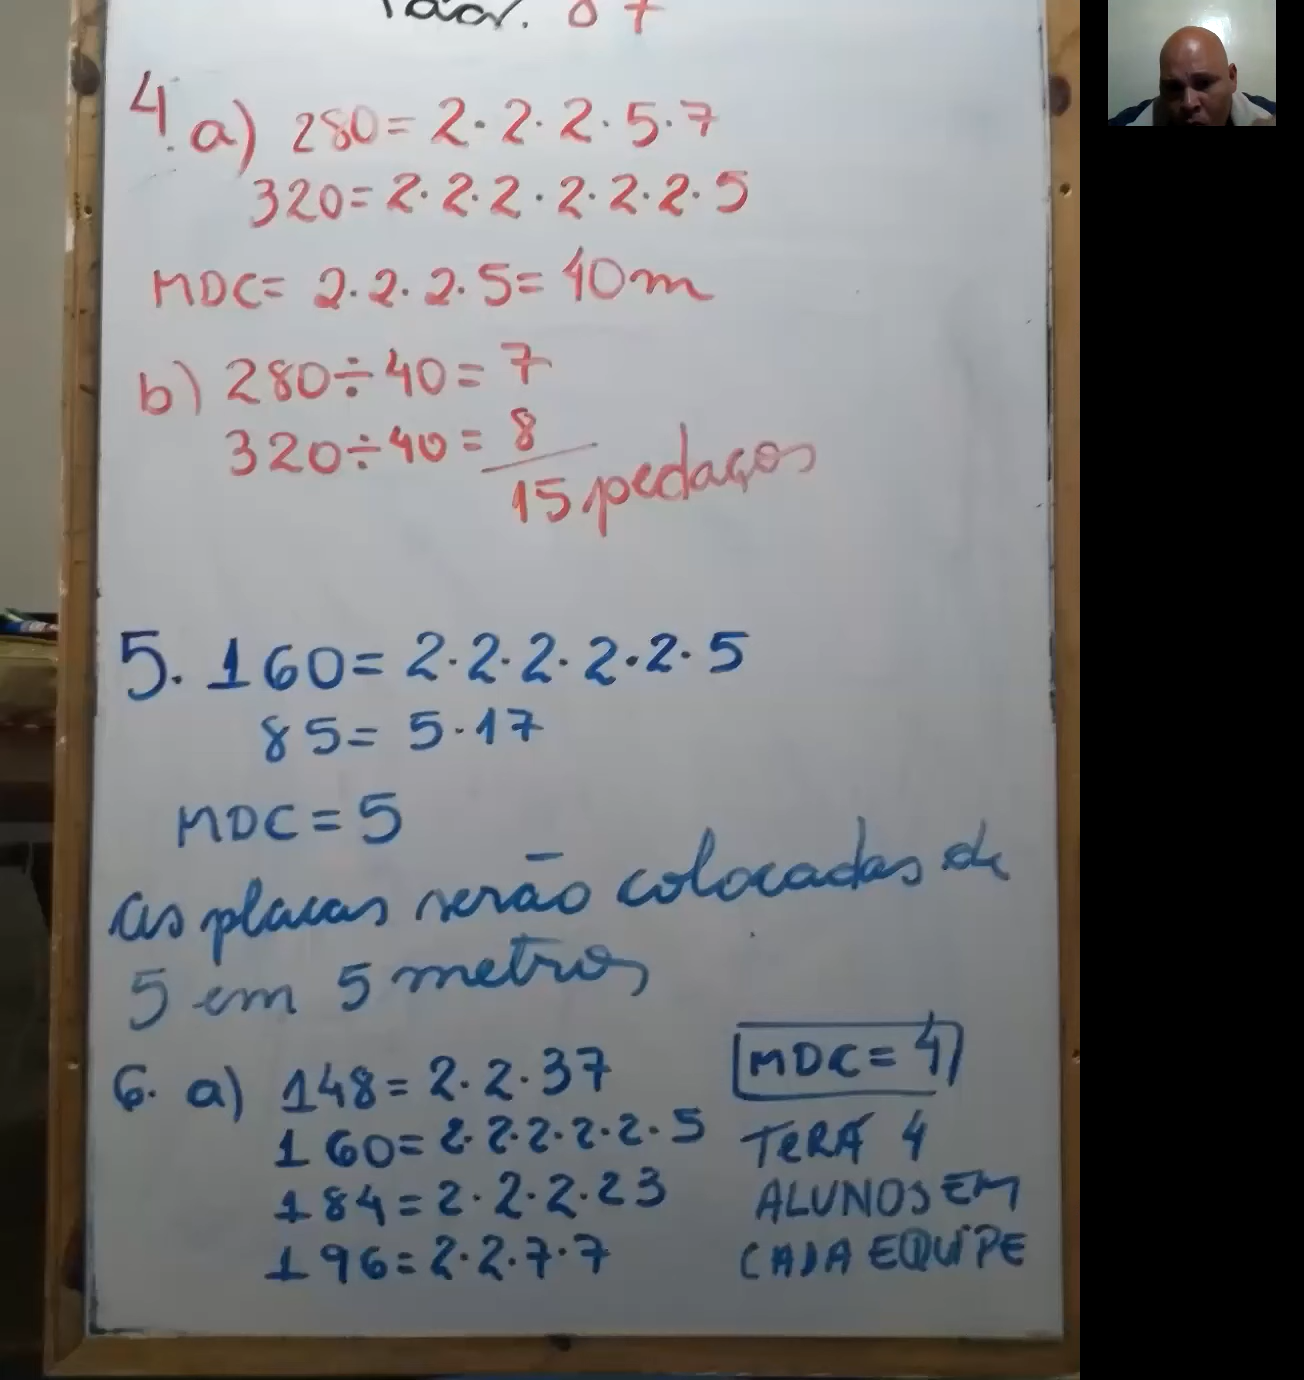 87
4. a) 280 = 2·2·2·5·7
320 = 2·2·2·2·2·2·5
MDC = 2·2·2·5 = 40m
b) 280 ÷ 40 = 7
320 ÷ 40 = 8
15 pedaços
5. 160 = 2·2·2·2·2·5
85 = 5·17
MDC = 5
as placas serão colocadas de
5 em 5 metros
6. a) 148 = 2·2·37
160 = 2·2·2·2·2·5
184 = 2·2·2·23
196 = 2·2·7·7
MDC = 4
TERÁ 4
ALUNOS EM
CADA EQUIPE